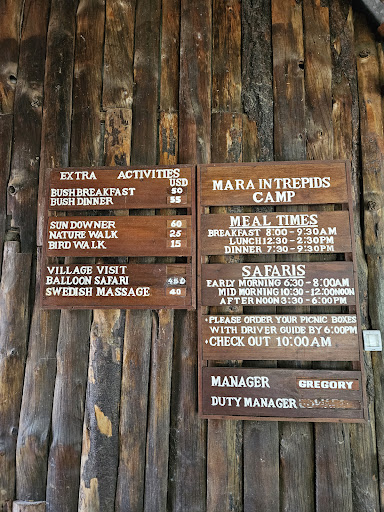 EXTRA ACTIVITIES
USD
BUSH BREAKFAST 50
BUSH DINNER 55
SUN DOWNER 60
NATURE WALK 25
BIRD WALK 15
VILLAGE VISIT
BALLOON SAFARI 450
SWEDISH MASSAGE 40
MARA INTREPIDS
CAMP
MEAL TIMES
BREAKFAST 8:00 - 9:30AM
LUNCH 12:30 - 2:30PM
DINNER 7:30 - 9:30PM
SAFARIS
EARLY MORNING 6:30 - 8:00AM
MID MORNING 10:30 - 12:00NOON
AFTERNOON 3:30 - 6:00PM
PLEASE ORDER YOUR PICNIC BOXES
WITH DRIVER GUIDE BY 6:00PM
CHECK OUT 10:00AM
MANAGER GREGORY
DUTY MANAGER